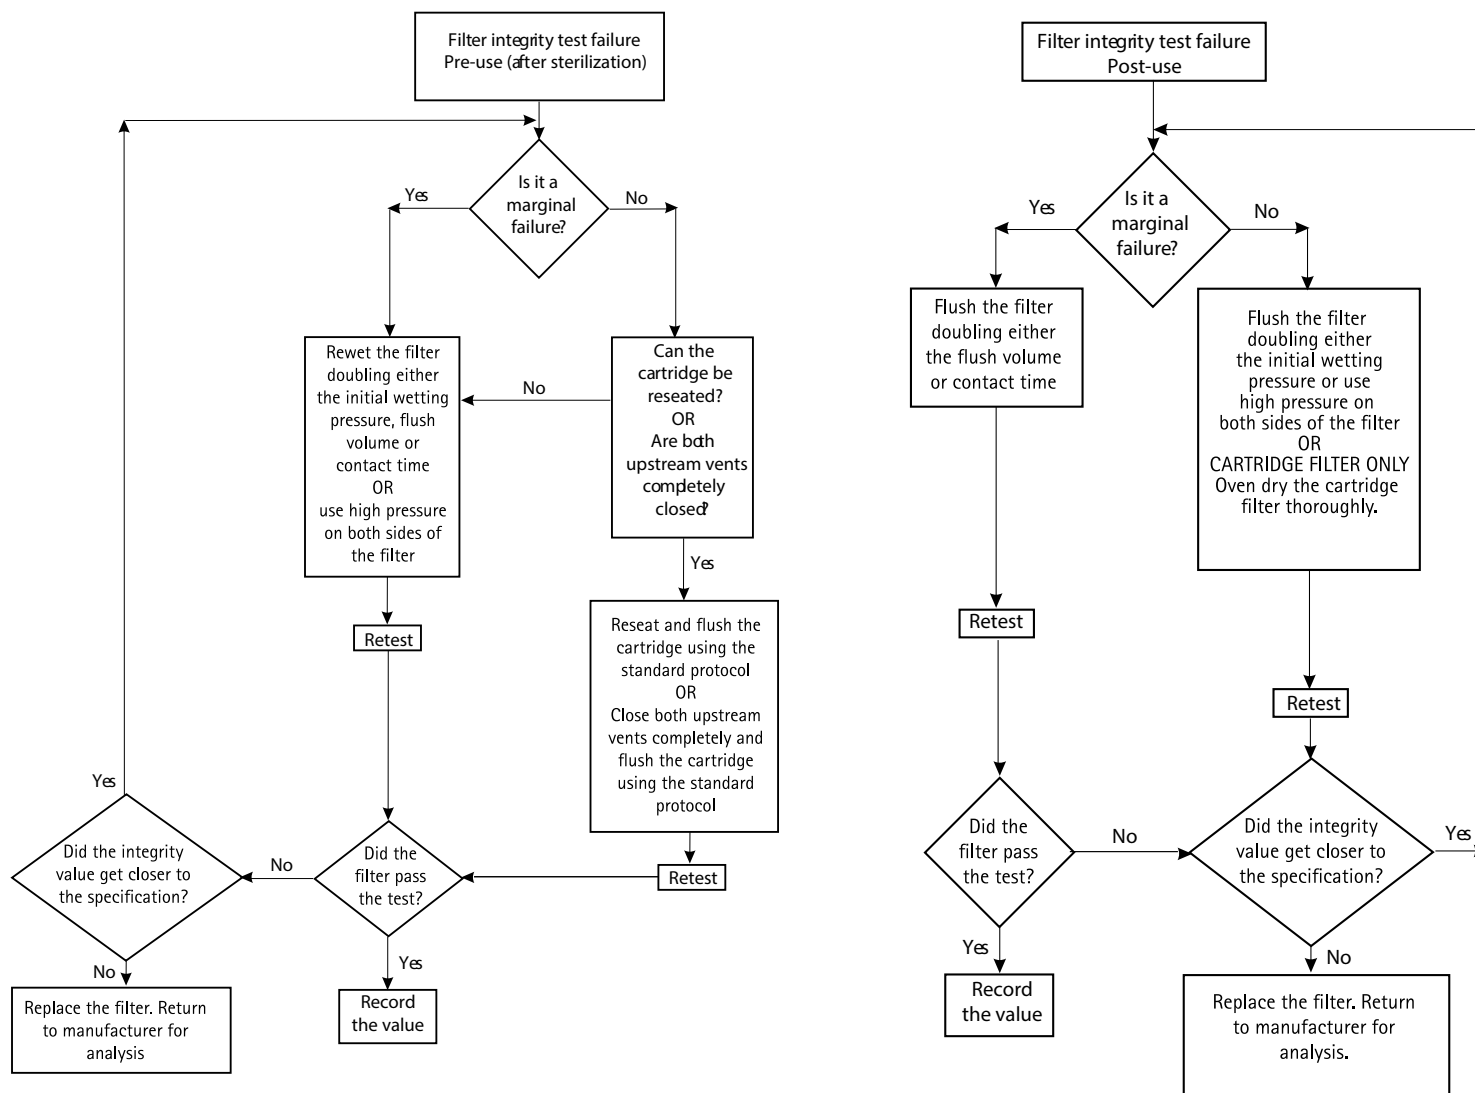 Filter integrity test failure
Pre-use (after sterilization)
Is it a
marginal
failure?
Yes
No
Rewet the filter
doubling either
the initial wetting
pressure, flush
volume or
contact time
OR
use high pressure
on both sides of
the filter
Can the
cartridge be
reseated?
OR
Are both
upstream vents
completely
closed?
No
Yes
Retest
Reseat and flush the
cartridge using the
standard protocol
OR
Close both upstream
vents completely and
flush the cartridge
using the standard
protocol
Retest
Did the
filter pass
the test?
No
Yes
Did the integrity
value get closer to
the specification?
Yes
No
Replace the filter. Return
to manufacturer for
analysis
Record
the value
Filter integrity test failure
Post-use
Is it a
marginal
failure?
Yes
No
Flush the filter
doubling either
the flush volume
or contact time
Flush the filter
doubling either
the initial wetting
pressure or use
high pressure on
both sides of the filter
OR
CARTRIDGE FILTER ONLY
Oven dry the cartridge
filter thoroughly.
Retest
Retest
Did the
filter pass
the test?
No
Yes
Did the integrity
value get closer to
the specification?
Yes
No
Record
the value
Replace the filter. Return
to manufacturer for
analysis.